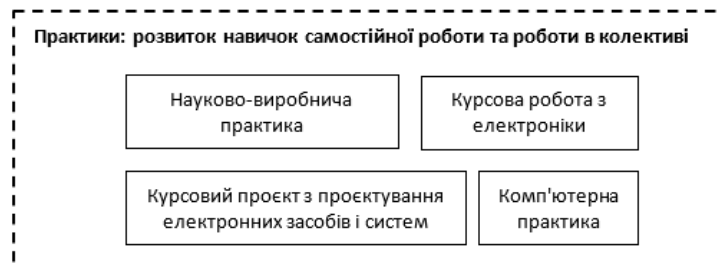 Практики: розвиток навичок самостійної роботи та роботи в колективі
Науково-виробнича
практика
Курсова робота з
електроніки
Курсовий проєкт з проєктування
електронних засобів і систем
Комп'ютерна
практика